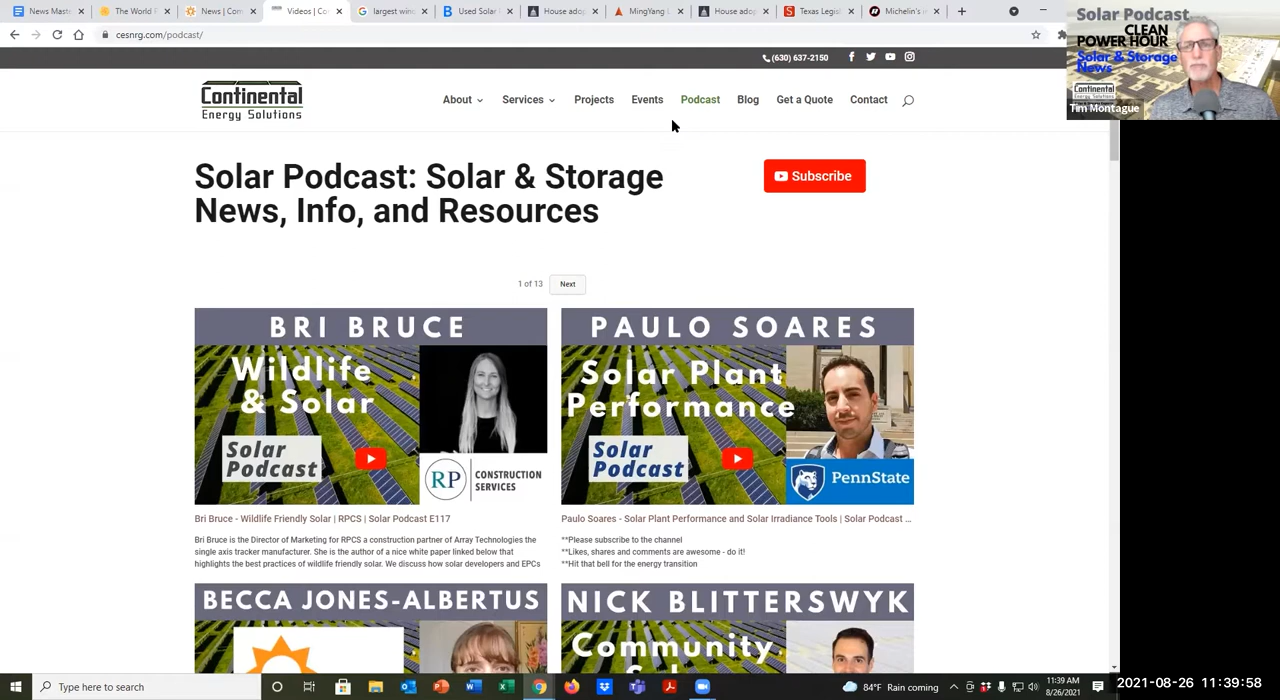 News Maste
The World F
News | Con
Videos | Co
largest winc
Used Solar
House adop
MingYang L
House adop
Texas Legis
Michelin's i
cesnrg.com/podcast/
(630) 637-2150
Continental
Energy Solutions
About
Services
Projects
Events
Podcast
Blog
Get a Quote
Contact
Solar Podcast
CLEAN
POWER HOUR
Solar & Storage
News
Continental
Tim Montague
Solar Podcast: Solar & Storage
News, Info, and Resources
Subscribe
1 of 13
Next
BRI BRUCE
Wildlife
& Solar
Solar
Podcast
RP
CONSTRUCTION
SERVICES
Bri Bruce - Wildlife Friendly Solar | RPCS | Solar Podcast E117
Bri Bruce is the Director of Marketing for RPCS a construction partner of Array Technologies the
single axis tracker manufacturer. She is the author of a nice white paper linked below that
highlights the best practices of wildlife friendly solar. We discuss how solar developers and EPCs
PAULO SOARES
Solar Plant
Performance
Solar
Podcast
PennState
Paulo Soares - Solar Plant Performance and Solar Irradiance Tools | Solar Podcast ...
**Please subscribe to the channel
**Likes, shares and comments are awesome - do it!
**Hit that bell for the energy transition
BECCA JONES-ALBERTUS
NICK BLITTERSWYK
Community
Type here to search
84°F Rain coming
11:39 AM
8/26/2021
2021-08-26 11:39:58